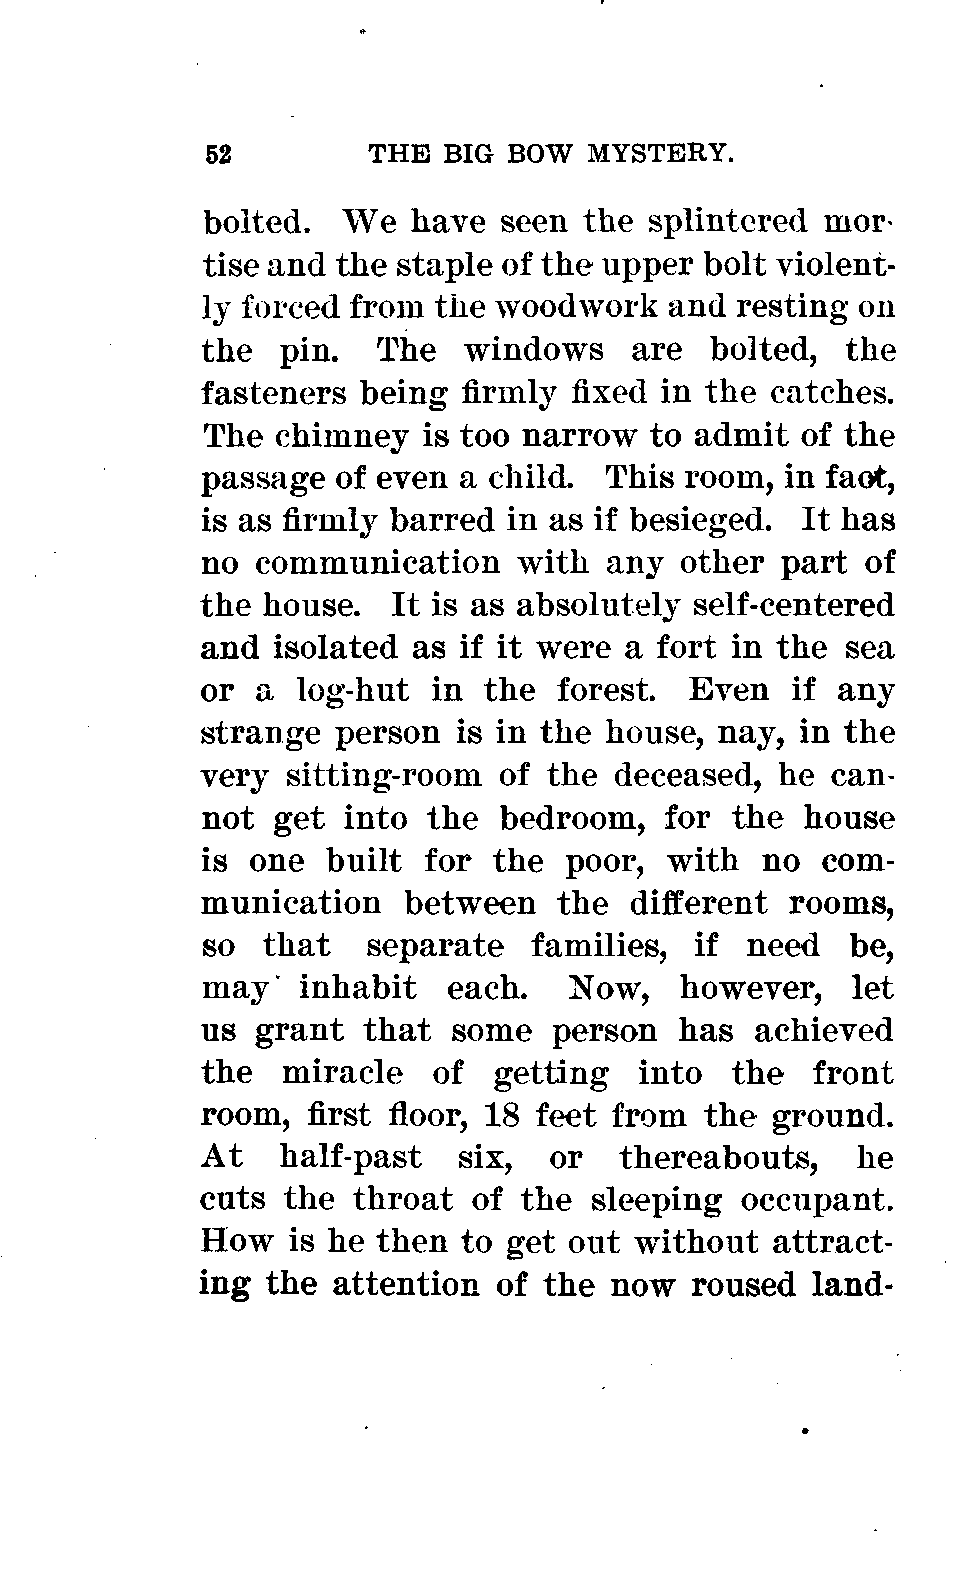 52 THE BIG BOW MYSTERY.
bolted. We have seen the splintered mor-
tise and the staple of the upper bolt violent-
ly forced from the woodwork and resting on
the pin. The windows are bolted, the
fasteners being firmly fixed in the catches.
The chimney is too narrow to admit of the
passage of even a child. This room, in fact,
is as firmly barred in as if besieged. It has
no communication with any other part of
the house. It is as absolutely self-centered
and isolated as if it were a fort in the sea
or a log-hut in the forest. Even if any
strange person is in the house, nay, in the
very sitting-room of the deceased, he can-
not get into the bedroom, for the house
is one built for the poor, with no com-
munication between the different rooms,
so that separate families, if need be,
may inhabit each. Now, however, let
us grant that some person has achieved
the miracle of getting into the front
room, first floor, 18 feet from the ground.
At half-past six, or thereabouts, he
cuts the throat of the sleeping occupant.
How is he then to get out without attract-
ing the attention of the now roused land-